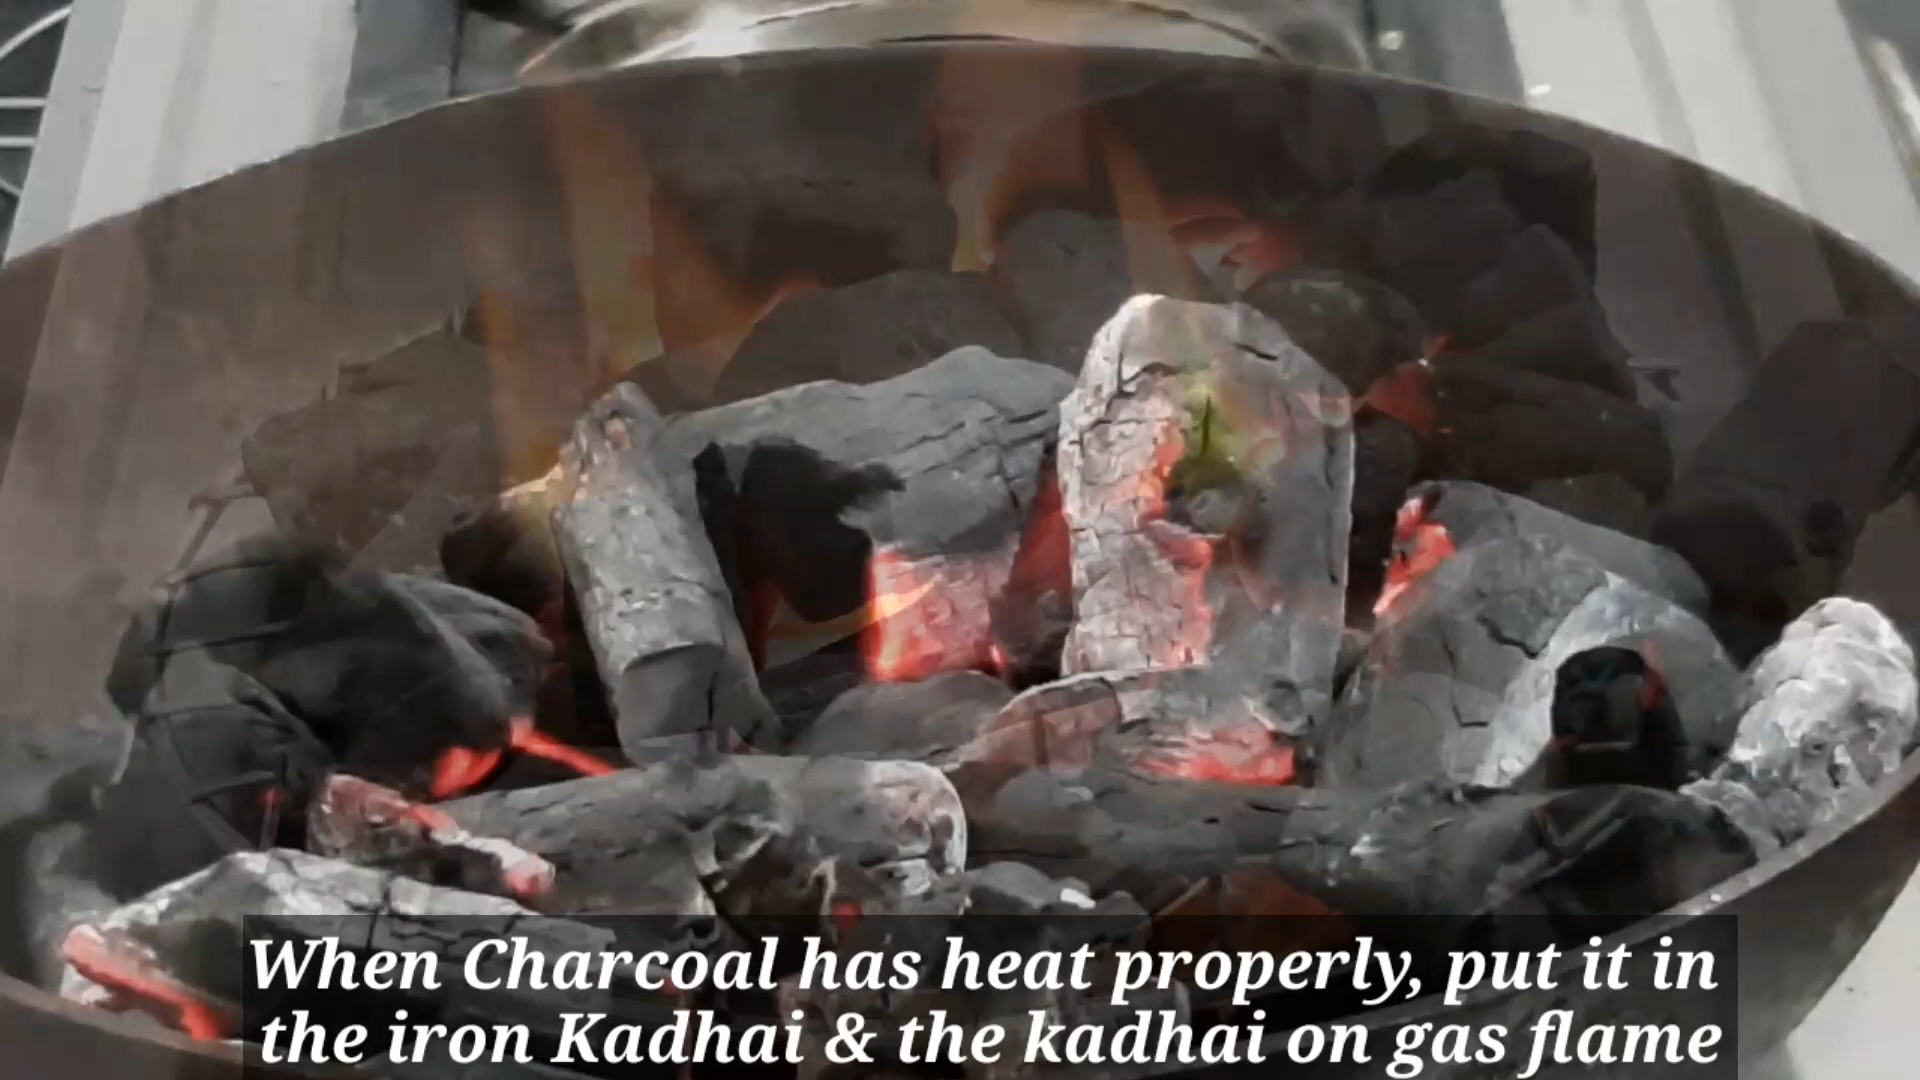 When Charcoal has heat properly, put it in
the iron Kadhai & the kadhai on gas flame